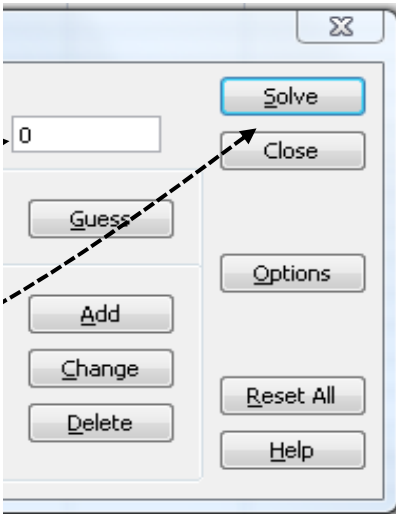 Solve
0
Close
Guess
Options
Add
Change
Reset All
Delete
Help